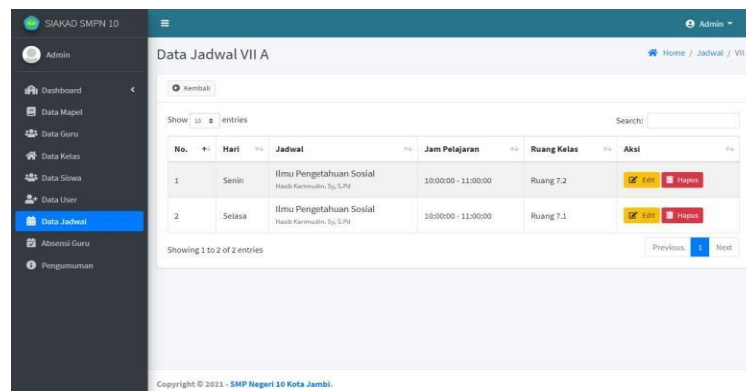 SIAKAD SMPN 10
Admin
Admin
Data Jadwal VII A
Home / Jadwal / VII
Dashboard
Data Mapel
Data Guru
Data Kelas
Data Siswa
Data User
Data Jadwal
Absensi Guru
Pengumuman
Kembali
Show 10 entries
Search:
No. Hari Jadwal Jam Pelajaran Ruang Kelas Aksi
1 Senin Ilmu Pengetahuan Sosial 10:00:00 - 11:00:00 Ruang 7.2 Edit Hapus
Hasib Karimudin, Sy, S.Pd
2 Selasa Ilmu Pengetahuan Sosial 10:00:00 - 11:00:00 Ruang 7.1 Edit Hapus
Hasib Karimudin, Sy, S.Pd
Showing 1 to 2 of 2 entries
Previous 1 Next
Copyright © 2021 - SMP Negeri 10 Kota Jambi.